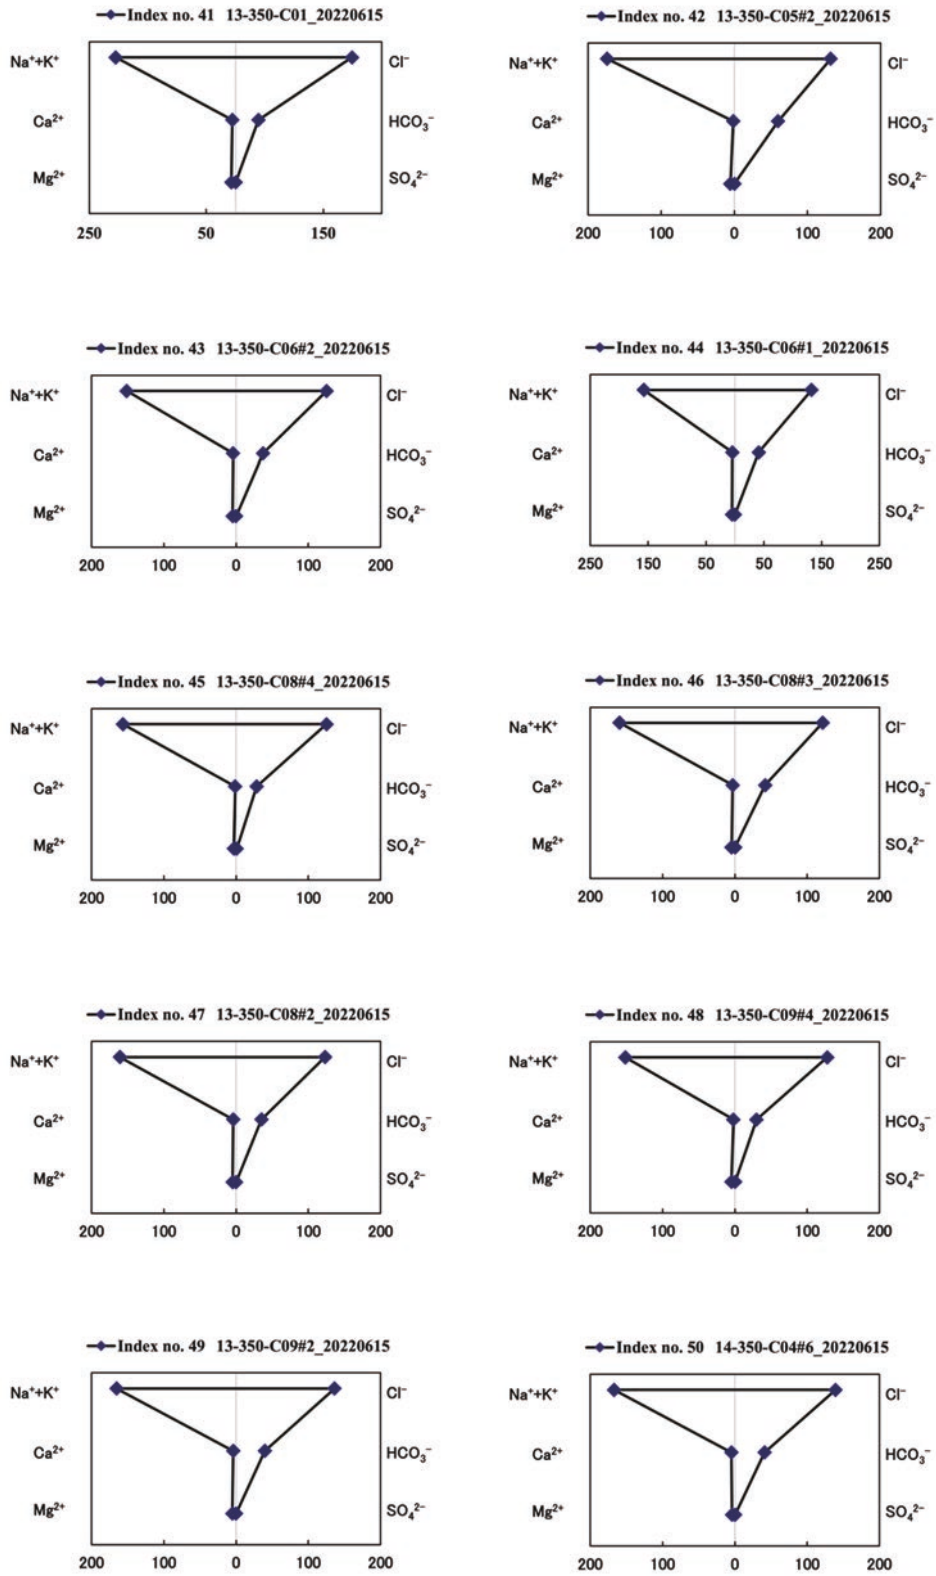 Index no. 41 13-350-C01_20220615
Na⁺+K⁺ Cl⁻
Ca²⁺ HCO₃⁻
Mg²⁺ SO₄²⁻
250 50 150
Index no. 42 13-350-C05#2_20220615
Na⁺+K⁺ Cl⁻
Ca²⁺ HCO₃⁻
Mg²⁺ SO₄²⁻
200 100 0 100 200
Index no. 43 13-350-C06#2_20220615
Na⁺+K⁺ Cl⁻
Ca²⁺ HCO₃⁻
Mg²⁺ SO₄²⁻
200 100 0 100 200
Index no. 44 13-350-C06#1_20220615
Na⁺+K⁺ Cl⁻
Ca²⁺ HCO₃⁻
Mg²⁺ SO₄²⁻
250 150 50 50 150 250
Index no. 45 13-350-C08#4_20220615
Na⁺+K⁺ Cl⁻
Ca²⁺ HCO₃⁻
Mg²⁺ SO₄²⁻
200 100 0 100 200
Index no. 46 13-350-C08#3_20220615
Na⁺+K⁺ Cl⁻
Ca²⁺ HCO₃⁻
Mg²⁺ SO₄²⁻
200 100 0 100 200
Index no. 47 13-350-C08#2_20220615
Na⁺+K⁺ Cl⁻
Ca²⁺ HCO₃⁻
Mg²⁺ SO₄²⁻
200 100 0 100 200
Index no. 48 13-350-C09#4_20220615
Na⁺+K⁺ Cl⁻
Ca²⁺ HCO₃⁻
Mg²⁺ SO₄²⁻
200 100 0 100 200
Index no. 49 13-350-C09#2_20220615
Na⁺+K⁺ Cl⁻
Ca²⁺ HCO₃⁻
Mg²⁺ SO₄²⁻
200 100 0 100 200
Index no. 50 14-350-C04#6_20220615
Na⁺+K⁺ Cl⁻
Ca²⁺ HCO₃⁻
Mg²⁺ SO₄²⁻
200 100 0 100 200